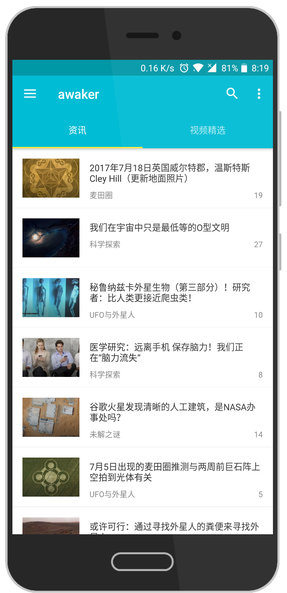 0.16 K/s 81% 8:19
awaker
资讯 视频精选
2017年7月18日英国威尔特郡，温斯特斯
Cley Hill（更新地面照片）
麦田圈 19
我们在宇宙中只是最低等的O型文明
科学探索 27
秘鲁纳兹卡外星生物（第三部分）！研究
者：比人类更接近爬虫类！
UFO与外星人 10
医学研究：远离手机 保存脑力！我们正
在“脑力流失”
科学探索 8
谷歌火星发现清晰的人工建筑，是NASA办
事处吗？
未解之谜 14
7月5日出现的麦田圈推测与两周前巨石阵上
空拍到光体有关
UFO与外星人 5
或许可行：通过寻找外星人的粪便来寻找外